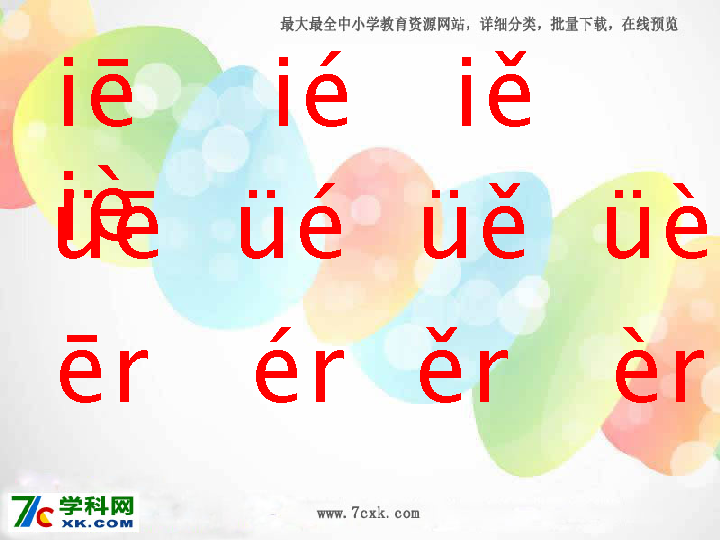 最大最全中小学教育资源网站，详细分类，批量下载，在线预览
iē ié iě
iè
üē üé üě üè
ēr ér ěr èr
学科网
XK.COM
www.7cxk.com